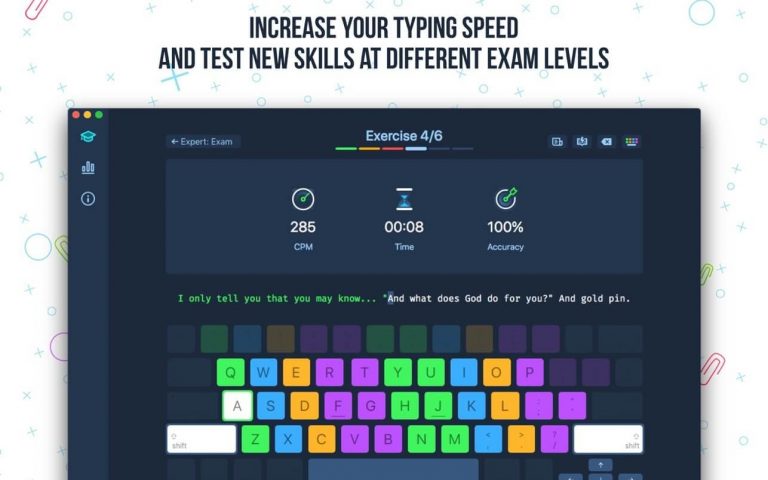 INCREASE YOUR TYPING SPEED
AND TEST NEW SKILLS AT DIFFERENT EXAM LEVELS
← Expert: Exam
Exercise 4/6
285
00:08
100%
CPM
Time
Accuracy
I only tell you that you may know... "And what does God do for you?" And gold pin.
Q W E R T Y U I O P
A S D F G H J K L : ; " '
shift Z X C V B N M < , > . ? / shift